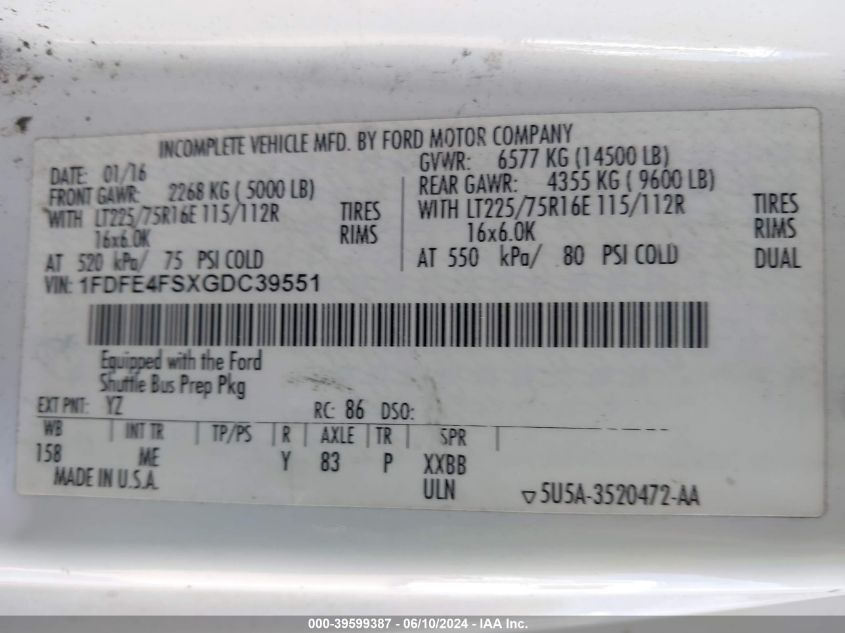 INCOMPLETE VEHICLE MFD. BY FORD MOTOR COMPANY
DATE: 01/16
GVWR: 6577 KG (14500 LB)
FRONT GAWR: 2268 KG ( 5000 LB)
REAR GAWR: 4355 KG ( 9600 LB)
WITH LT225/75R16E 115/112R TIRES
WITH LT225/75R16E 115/112R TIRES
16x6.0K RIMS
16x6.0K RIMS
AT 520 kPa/ 75 PSI COLD
AT 550 kPa/ 80 PSI COLD DUAL
VIN: 1FDFE4FSXGDC39551
Equipped with the Ford
Shuttle Bus Prep Pkg
EXT PNT: YZ RC: 86 DSO:
WB INT TR TP/PS R AXLE TR SPR
158 ME Y 83 P XXBB
MADE IN U.S.A. ULN 5U5A-3520472-AA
000-39599387 - 06/10/2024 - IAA Inc.